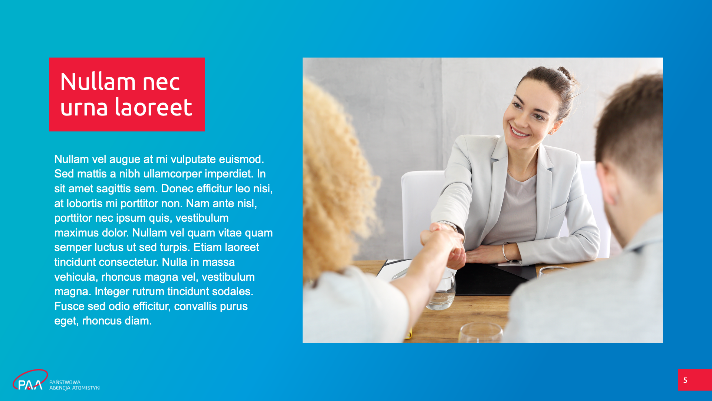 Nullam nec
urna laoreet
Nullam vel augue at mi vulputate euismod.
Sed mattis a nibh ullamcorper imperdiet. In
sit amet sagittis sem. Donec efficitur leo nisi,
at lobortis mi porttitor non. Nam ante nisl,
porttitor nec ipsum quis, vestibulum
maximus dolor. Nullam vel quam vitae quam
semper luctus ut sed turpis. Etiam laoreet
tincidunt consectetur. Nulla in massa
vehicula, rhoncus magna vel, vestibulum
magna. Integer rutrum tincidunt sodales.
Fusce sed odio efficitur, convallis purus
eget, rhoncus diam.
PAA
PAŃSTWOWA
AGENCJA ATOMISTYKI
5